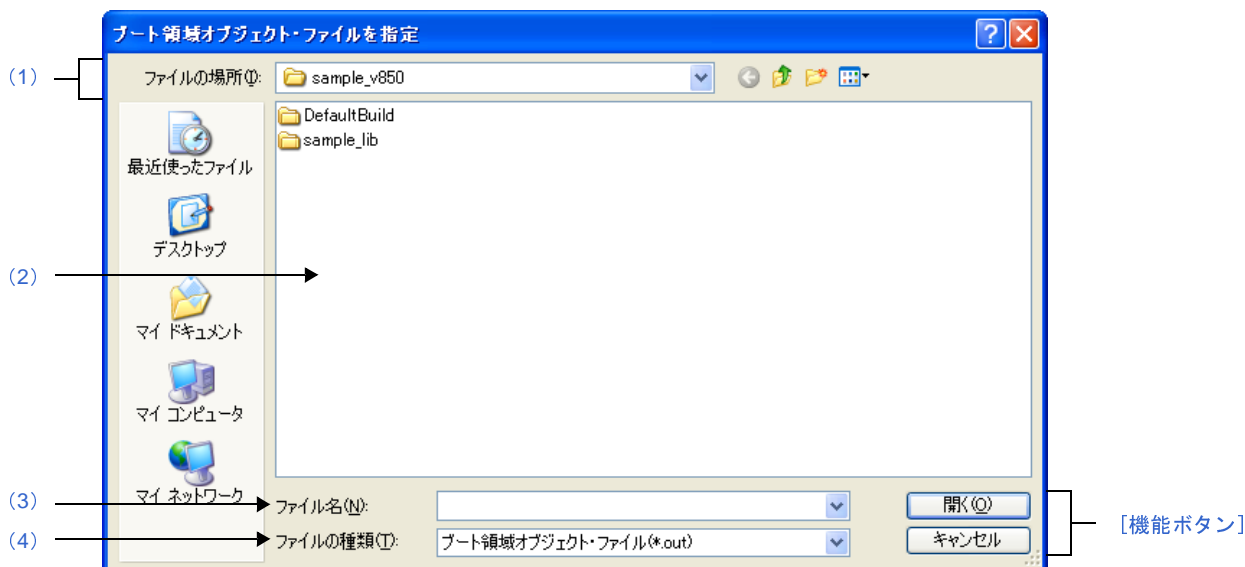 ブート領域オブジェクト・ファイルを指定
(1)
ファイルの場所(I):
sample_v850
DefaultBuild
sample_lib
最近使ったファイル
デスクトップ
(2)
マイ ドキュメント
マイ コンピュータ
マイ ネットワーク
(3)
ファイル名(N):
開く(O)
(4)
ファイルの種類(T):
ブート領域オブジェクト・ファイル(*.out)
キャンセル
[機能ボタン]